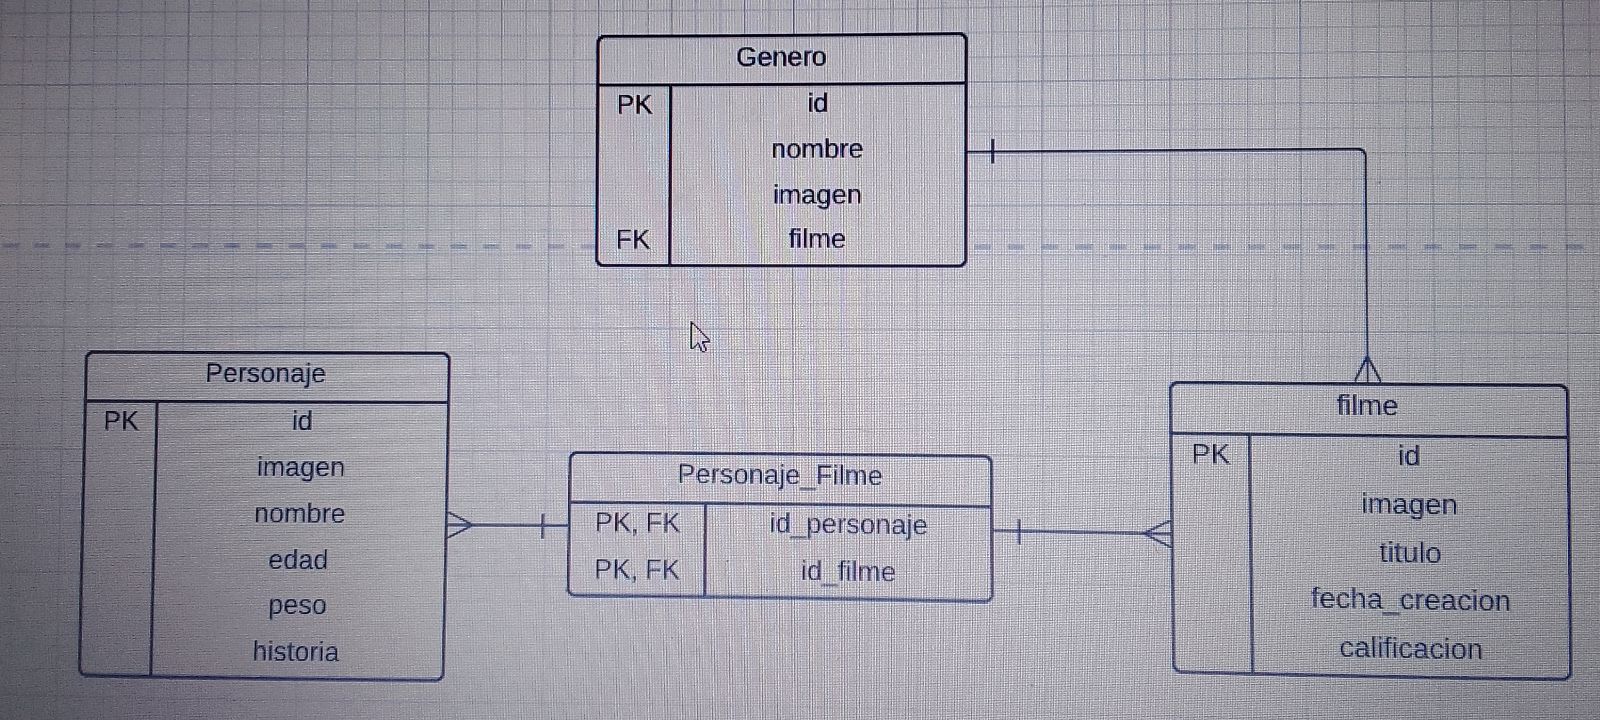 Genero
PK id
nombre
imagen
FK filme
Personaje
PK id
imagen
nombre
edad
peso
historia
Personaje_Filme
PK, FK id_personaje
PK, FK id_filme
filme
PK id
imagen
titulo
fecha_creacion
calificacion